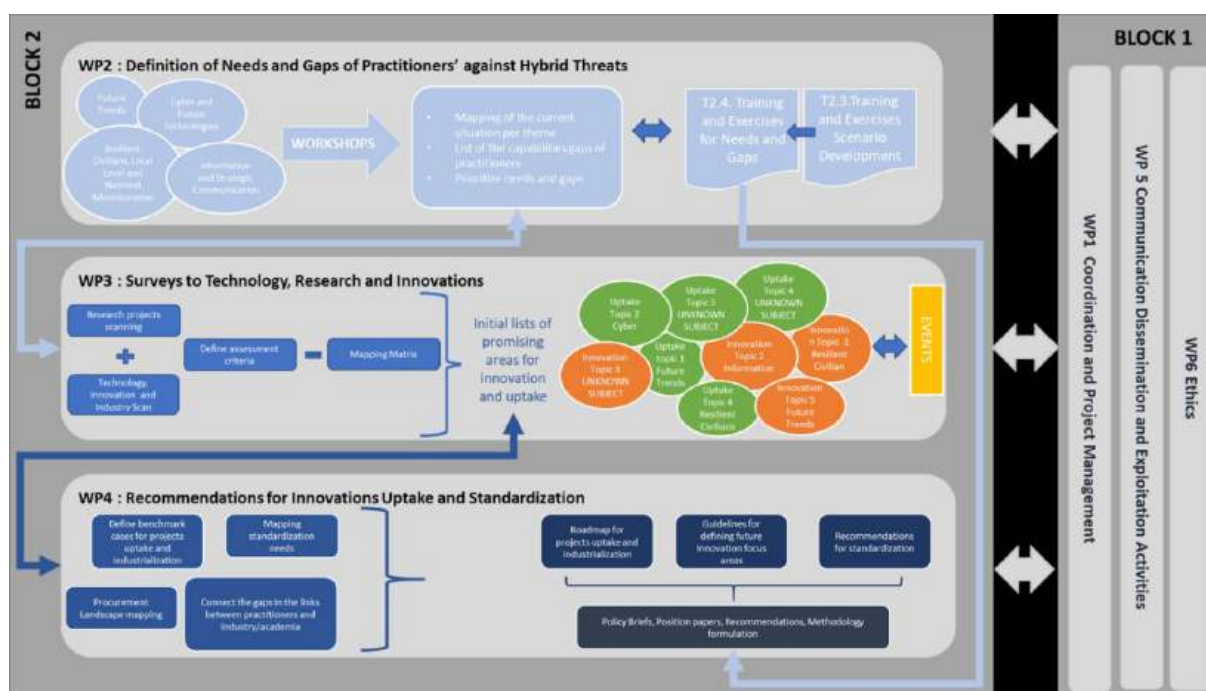 BLOCK 2
BLOCK 1
WP2 : Definition of Needs and Gaps of Practitioners' against Hybrid Threats
Future
Trends
Cyber and
Future
Technologies
Resilient
Civilians, Local
Level and
National
Administration
Information
and Strategic
Communication
WORKSHOPS
• Mapping of the current
situation per theme
• List of the capabilities gaps of
practitioners
• Prioritize needs and gaps
T2.4. Training
and Exercises
for Needs and
Gaps
T2.3.Training
and Exercises
Scenario
Development
WP3 : Surveys to Technology, Research and Innovations
Research projects
scanning
Technology,
Innovation and
Industry Scan
Define assessment
criteria
Mapping Matrix
Initial lists of
promising
areas for
innovation
and uptake
Uptake
Topic 2
Cyber
Uptake
Topic 3
UNKNOWN
SUBJECT
Uptake
Topic 4
UNKNOWN
SUBJECT
Innovation
Topic 3
UNKNOWN
SUBJECT
Uptake
topic 1
Future
Trends
Innovation
Topic 2
Information
Innovatio
n Topic 1
Resilient
Civilian
Uptake
Topic 4
Resilient
Civilians
Innovation
Topic 5
Future
Trends
EVENTS
WP4 : Recommendations for Innovations Uptake and Standardization
Define benchmark
cases for projects
uptake and
industrialization
Mapping
standardization
needs
Procurement
Landscape mapping
Connect the gaps in the links
between practitioners and
industry/academia
Roadmap for
projects uptake and
industrialization
Guidelines for
defining future
innovation focus
areas
Recommendations
for standardization
Policy Briefs, Position papers, Recommendations, Methodology
formulation
WP1 Coordination and Project Management
WP 5 Communication Dissemination and Exploitation Activities
WP6 Ethics